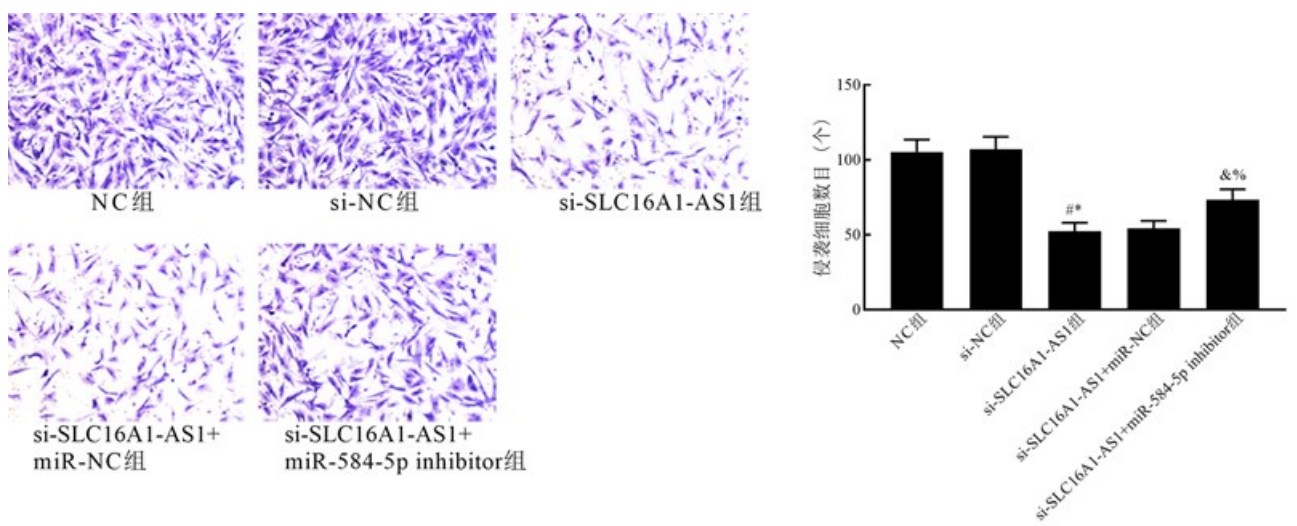 NC组
si-NC组
si-SLC16A1-AS1组
si-SLC16A1-AS1+
miR-NC组
si-SLC16A1-AS1+
miR-584-5p inhibitor组
侵袭细胞数目（个）
150
100
50
0
#*
&%
NC组
si-NC组
si-SLC16A1-AS1组
si-SLC16A1-AS1+miR-NC组
si-SLC16A1-AS1+miR-584-5p inhibitor组